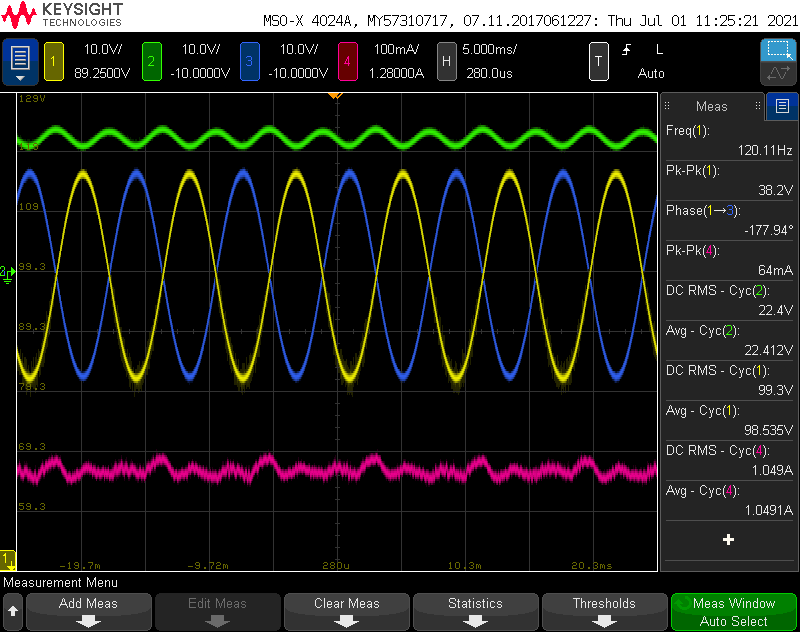 KEYSIGHT
TECHNOLOGIES
MSO-X 4024A, MY57310717, 07.11.2017061227: Thu Jul 01 11:25:21 2021
1 10.0V/ 2 10.0V/ 3 10.0V/ 4 100mA/ H 5.000ms/ T L
89.2500V -10.0000V -10.0000V 1.28000A 280.0us Auto
129V
109
99.3
89.3
79.3
69.3
59.3
2
1
-19.7m -9.72m 280u 10.3m 20.3ms
Meas
Freq(1):
120.11Hz
Pk-Pk(1):
38.2V
Phase(1→3):
-177.94°
Pk-Pk(4):
64mA
DC RMS - Cyc(2):
22.4V
Avg - Cyc(2):
22.412V
DC RMS - Cyc(1):
99.3V
Avg - Cyc(1):
98.535V
DC RMS - Cyc(4):
1.049A
Avg - Cyc(4):
1.0491A
+
Measurement Menu
Add Meas
Edit Meas
Clear Meas
Statistics
Thresholds
Meas Window
Auto Select